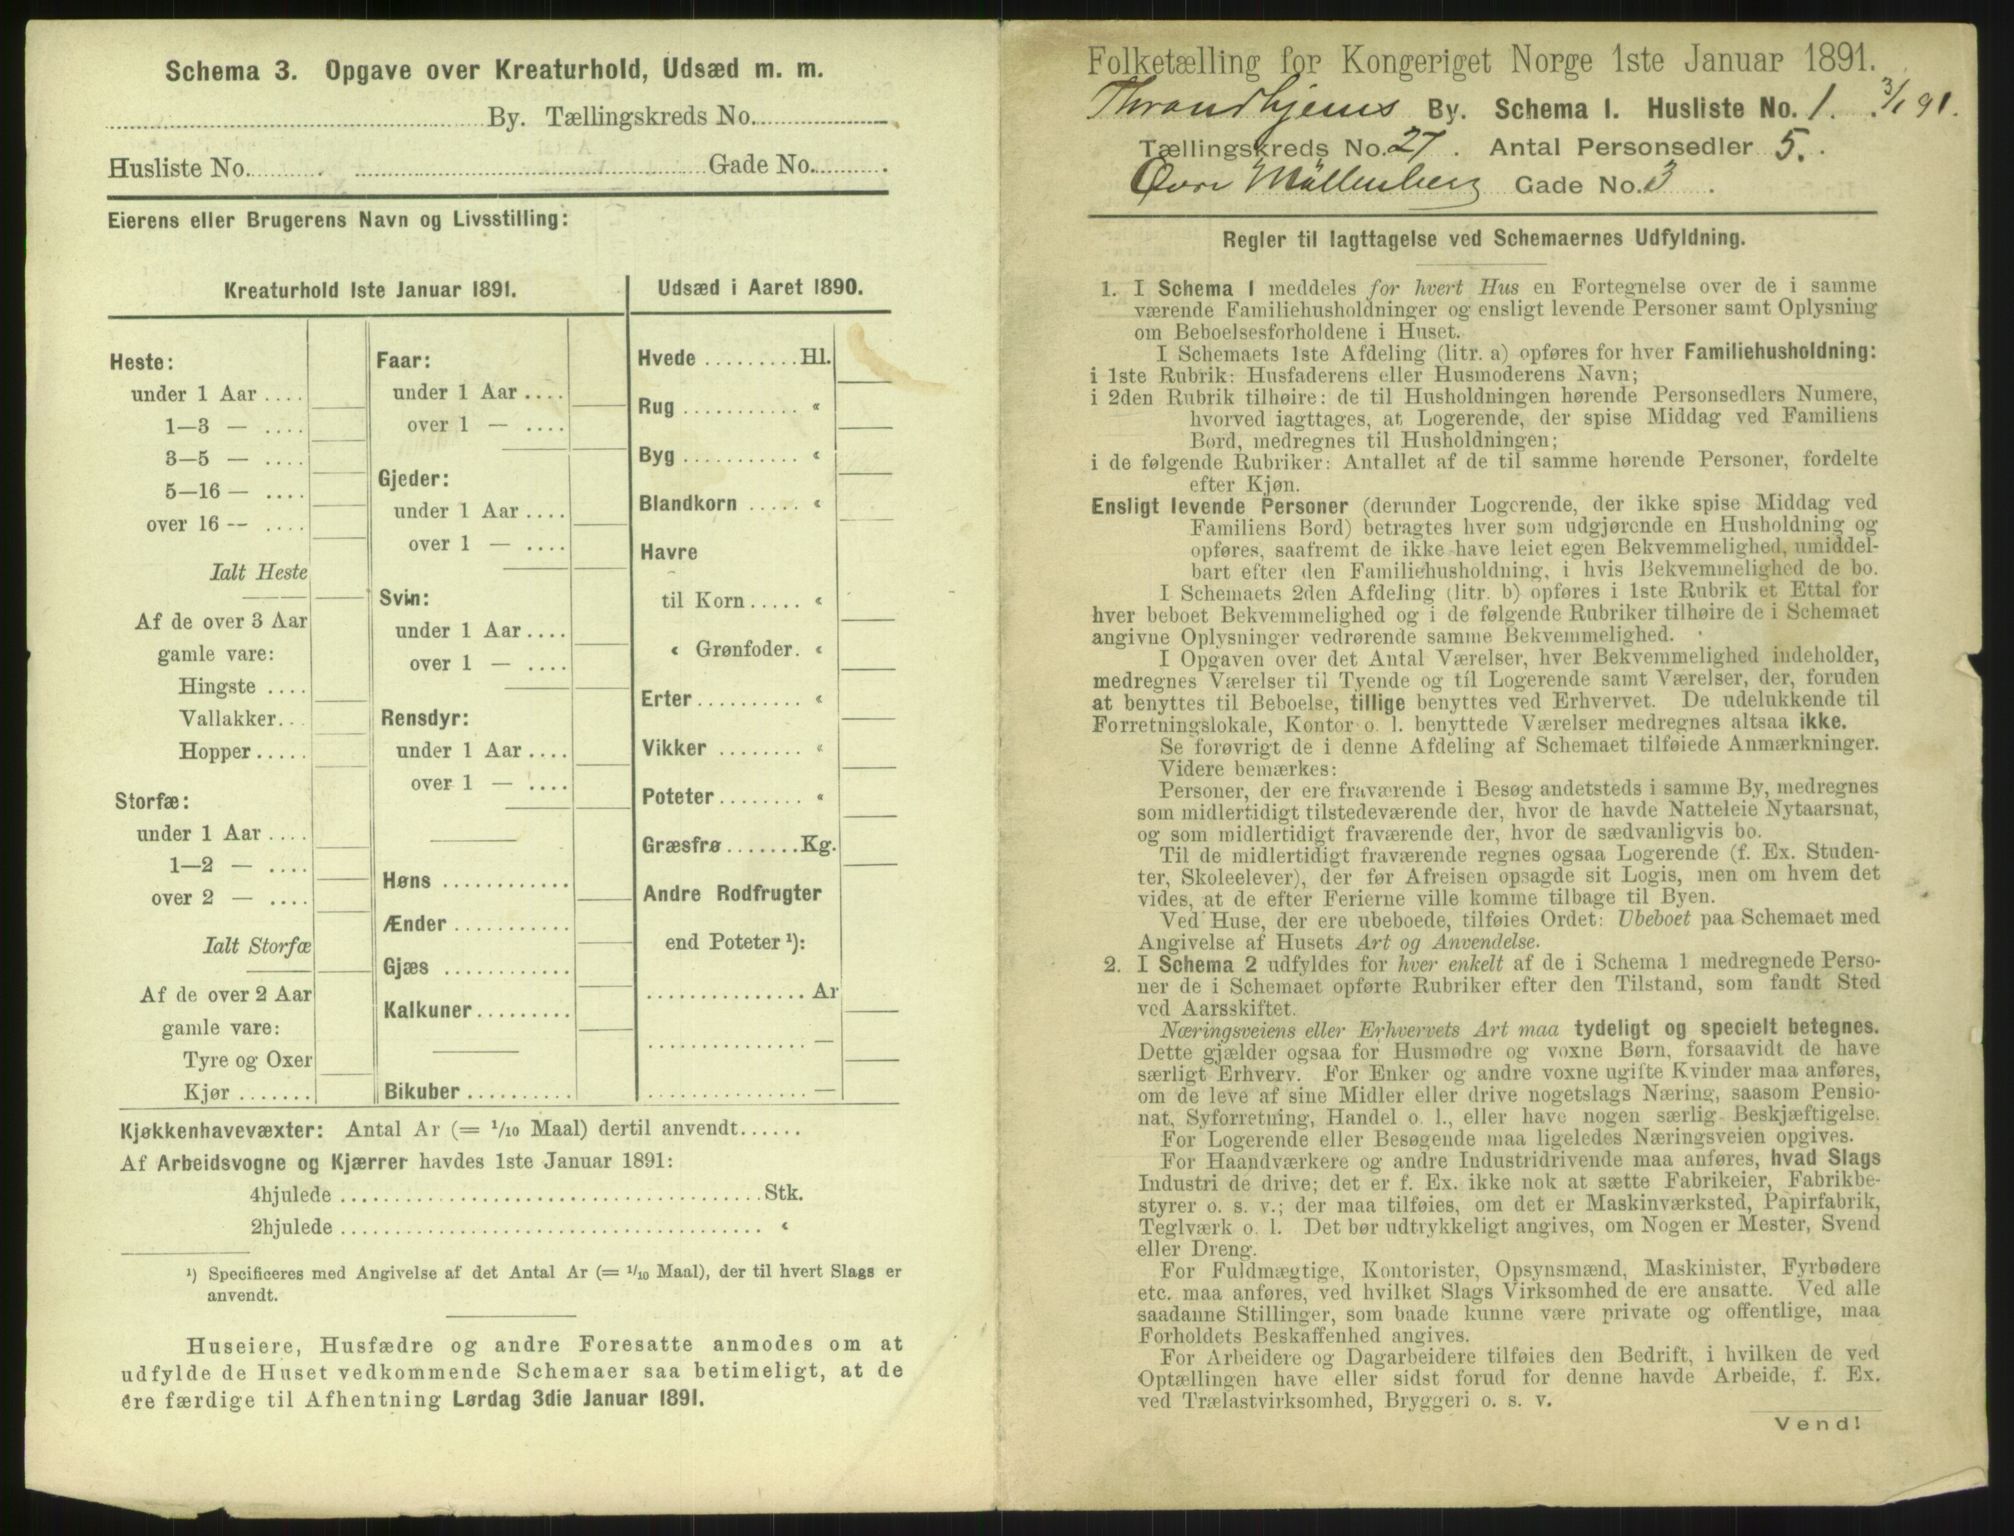 Schema 3. Opgave over Kreaturhold, Udsæd m. m.
By. Tællingskreds No.
Husliste No. Gade No.
Eierens eller Brugerens Navn og Livsstilling:
Kreaturhold 1ste Januar 1891.
Heste:
under 1 Aar ....
1—3 — ....
3—5 — ....
5—16 — ....
over 16 — ....
Ialt Heste
Af de over 3 Aar
gamle vare:
Hingste ....
Vallakker...
Hopper.....
Storfæ:
under 1 Aar ....
1—2 — ....
over 2 — ....
Ialt Storfæ
Af de over 2 Aar
gamle vare:
Tyre og Oxer
Kjør .......
Faar:
under 1 Aar ....
over 1 — ....
Gjeder:
under 1 Aar ....
over 1 — ....
Svin:
under 1 Aar ....
over 1 — ....
Rensdyr:
under 1 Aar ....
over 1 — ....
Høns ............
Ænder ...........
Gjæs ............
Kalkuner.........
Bikuber ..........
Udsæd i Aaret 1890.
Hvede .........Hl.
Rug ........... «
Byg ........... «
Blandkorn ..... «
Havre
til Korn..... «
« Grønfoder. «
Erter.......... «
Vikker ........ «
Poteter........ «
Græsfrø.......Kg.
Andre Rodfrugter
end Poteter ¹):
............... Ar
............... —
............... —
Kjøkkenhavevæxter: Antal Ar (= 1/10 Maal) dertil anvendt......
Af Arbeidsvogne og Kjærrer havdes 1ste Januar 1891:
4hjulede ........................................Stk.
2hjulede ........................................ «
¹) Specificeres med Angivelse af det Antal Ar (= 1/10 Maal), der til hvert Slags er
anvendt.
Huseiere, Husfædre og andre Foresatte anmodes om at
udfylde de Huset vedkommende Schemaer saa betimeligt, at de
ere færdige til Afhentning Lørdag 3die Januar 1891.
Folketælling for Kongeriget Norge 1ste Januar 1891.
Throndhjems By. Schema 1. Husliste No. 1. 3/1 91.
Tællingskreds No. 27. Antal Personsedler 5.
Øvre Möllenberg Gade No. 3.
Regler til Iagttagelse ved Schemaernes Udfyldning.
1. I Schema 1 meddeles for hvert Hus en Fortegnelse over de i samme
værende Familiehusholdninger og ensligt levende Personer samt Oplysning
om Beboelsesforholdene i Huset.
I Schemaets 1ste Afdeling (litr. a) opføres for hver Familiehusholdning:
i 1ste Rubrik: Husfaderens eller Husmoderens Navn;
i 2den Rubrik tilhøire: de til Husholdningen hørende Personsedlers Numere,
hvorved iagttages, at Logerende, der spise Middag ved Familiens
Bord, medregnes til Husholdningen;
i de følgende Rubriker: Antallet af de til samme hørende Personer, fordelte
efter Kjøn.
Ensligt levende Personer (derunder Logerende, der ikke spise Middag ved
Familiens Bord) betragtes hver som udgjørende en Husholdning og
opføres, saafremt de ikke have leiet egen Bekvemmelighed, umiddel-
bart efter den Familiehusholdning, i hvis Bekvemmelighed de bo.
I Schemaets 2den Afdeling (litr. b) opføres i 1ste Rubrik et Ettal for
hver beboet Bekvemmelighed og i de følgende Rubriker tilhøire de i Schemaet
angivne Oplysninger vedrørende samme Bekvemmelighed.
I Opgaven over det Antal Værelser, hver Bekvemmelighed indeholder,
medregnes Værelser til Tyende og til Logerende samt Værelser, der, foruden
at benyttes til Beboelse, tillige benyttes ved Erhvervet. De udelukkende til
Forretningslokale, Kontor o. l. benyttede Værelser medregnes altsaa ikke.
Se forøvrigt de i denne Afdeling af Schemaet tilføiede Anmærkninger.
Videre bemærkes:
Personer, der ere fraværende i Besøg andetsteds i samme By, medregnes
som midlertidigt tilstedeværende der, hvor de havde Natteleie Nytaarsnat,
og som midlertidigt fraværende der, hvor de sædvanligvis bo.
Til de midlertidigt fraværende regnes ogsaa Logerende (f. Ex. Studen-
ter, Skoleelever), der før Afreisen opsagde sit Logis, men om hvem det
vides, at de efter Ferierne ville komme tilbage til Byen.
Ved Huse, der ere ubeboede, tilføies Ordet: Ubeboet paa Schemaet med
Angivelse af Husets Art og Anvendelse.
2. I Schema 2 udfyldes for hver enkelt af de i Schema 1 medregnede Perso-
ner de i Schemaet opførte Rubriker efter den Tilstand, som fandt Sted
ved Aarsskiftet.
Næringsveiens eller Erhvervets Art maa tydeligt og specielt betegnes.
Dette gjælder ogsaa for Husmødre og voxne Børn, forsaavidt de have
særligt Erhverv. For Enker og andre voxne ugifte Kvinder maa anføres,
om de leve af sine Midler eller drive nogetslags Næring, saasom Pensio-
nat, Syforretning, Handel o. l., eller have nogen særlig Beskjæftigelse.
For Logerende eller Besøgende maa ligeledes Næringsveien opgives.
For Haandværkere og andre Industridrivende maa anføres, hvad Slags
Industri de drive; det er f. Ex. ikke nok at sætte Fabrikeier, Fabrikbe-
styrer o. s. v.; der maa tilføies, om det er Maskinværksted, Papirfabrik,
Teglværk o. l. Det bør udtrykkeligt angives, om Nogen er Mester, Svend
eller Dreng.
For Fuldmægtige, Kontorister, Opsynsmænd, Maskinister, Fyrbødere
etc. maa anføres, ved hvilket Slags Virksomhed de ere ansatte. Ved alle
saadanne Stillinger, som baade kunne være private og offentlige, maa
Forholdets Beskaffenhed angives.
For Arbeidere og Dagarbeidere tilføies den Bedrift, i hvilken de ved
Optællingen have eller sidst forud for denne havde Arbeide, f. Ex.
ved Trælastvirksomhed, Bryggeri o. s. v.
Vend!